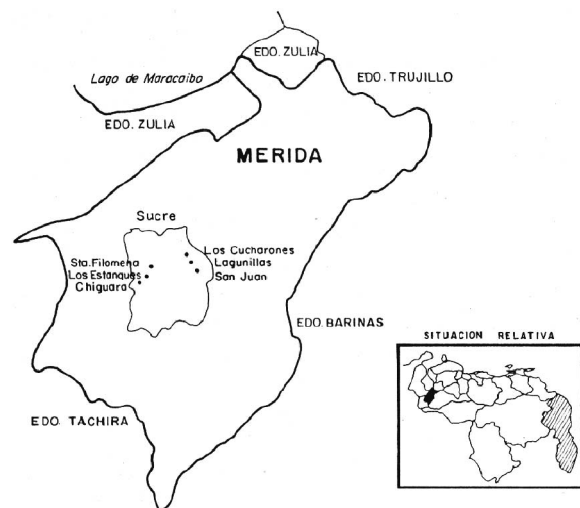 EDO. ZULIA
Lago de Maracaibo
EDO. TRUJILLO
EDO. ZULIA
MERIDA
Sucre
Los Cucharones
Sta. Filomena
Lagunillas
Los Estanques
San Juan
Chiguara
EDO. BARINAS
SITUACION RELATIVA
EDO. TACHIRA